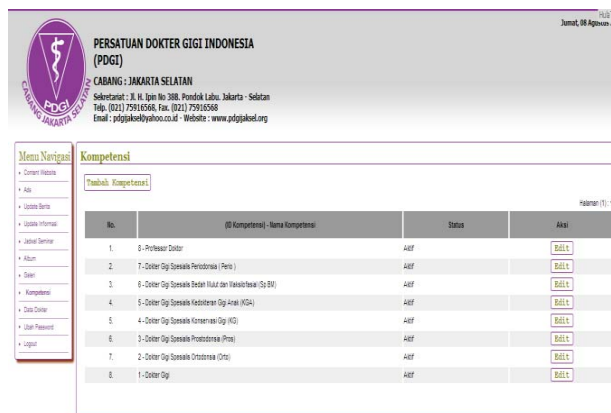 Jumat, 08 Agustus
PERSATUAN DOKTER GIGI INDONESIA
(PDGI)
CABANG : JAKARTA SELATAN
Sekretariat : Jl. H. Ipin No 38B. Pondok Labu. Jakarta - Selatan
Telp. (021) 75916568, Fax. (021) 75916568
Email : pdgijaksel@yahoo.co.id - Website : www.pdgijaksel.org
PDGI
CABANG JAKARTA SELATAN
Menu Navigasi
Content Website
Ads
Update Berita
Update Informasi
Jadwal Seminar
Album
Galeri
Kompetensi
Data Dokter
Ubah Password
Logout
Kompetensi
Tambah Kompetensi
Halaman (1) :
No. (ID Kompetensi) - Nama Kompetensi Status Aksi
1. 8 - Professor Doktor Aktif Edit
2. 7 - Dokter Gigi Spesialis Periodonsia ( Perio ) Aktif Edit
3. 6 - Dokter Gigi Spesialis Bedah Mulut dan Maksilofasial (Sp BM) Aktif Edit
4. 5 - Dokter Gigi Spesialis Kedokteran Gigi Anak (KGA) Aktif Edit
5. 4 - Dokter Gigi Spesialis Konservasi Gigi (KG) Aktif Edit
6. 3 - Dokter Gigi Spesialis Prostodonsia (Pros) Aktif Edit
7. 2 - Dokter Gigi Spesialis Ortodonsia (Orto) Aktif Edit
8. 1 - Dokter Gigi Aktif Edit